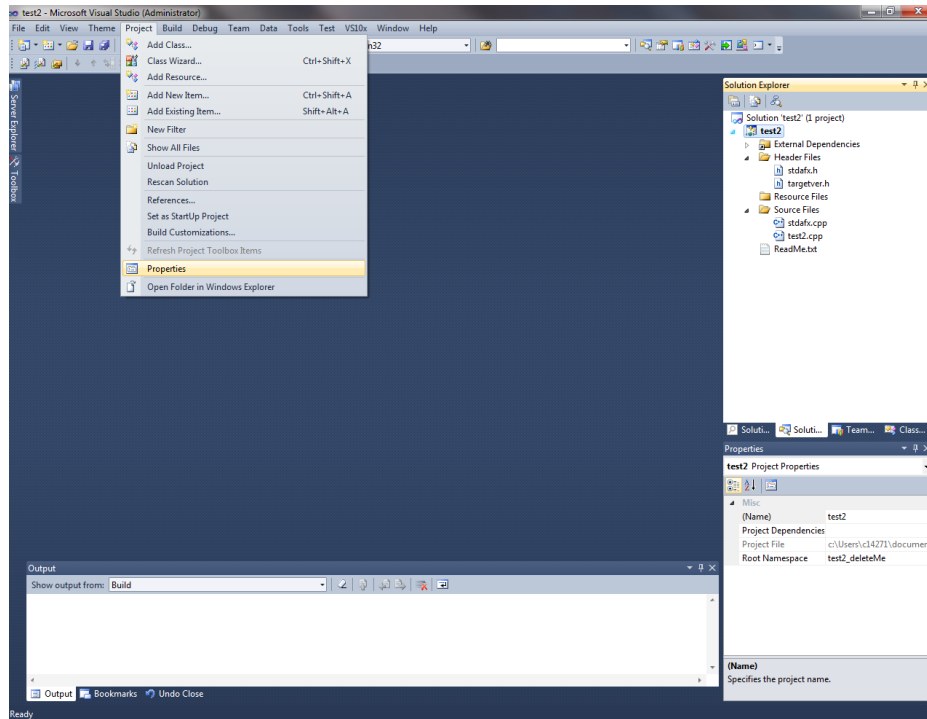 test2 - Microsoft Visual Studio (Administrator)
File Edit View Theme Project Build Debug Team Data Tools Test VS10x Window Help
Add Class...
Class Wizard... Ctrl+Shift+X
Add Resource...
Add New Item... Ctrl+Shift+A
Add Existing Item... Shift+Alt+A
New Filter
Show All Files
Unload Project
Rescan Solution
References...
Set as StartUp Project
Build Customizations...
Refresh Project Toolbox Items
Properties
Open Folder in Windows Explorer
n32
Server Explorer
Toolbox
Solution Explorer
Solution 'test2' (1 project)
test2
External Dependencies
Header Files
stdafx.h
targetver.h
Resource Files
Source Files
stdafx.cpp
test2.cpp
ReadMe.txt
Soluti... Soluti... Team... Class...
Properties
test2 Project Properties
Misc
(Name) test2
Project Dependencies
Project File c:\Users\c14271\documen
Root Namespace test2_deleteMe
(Name)
Specifies the project name.
Output
Show output from: Build
Output Bookmarks Undo Close
Ready